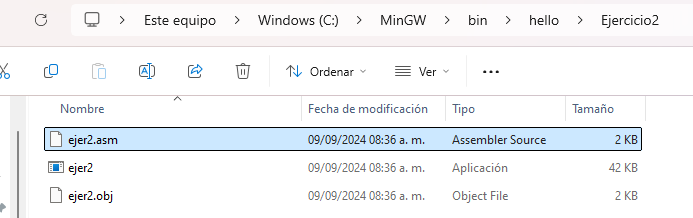 Este equipo > Windows (C:) > MinGW > bin > hello > Ejercicio2
Ordenar Ver ...
Nombre Fecha de modificación Tipo Tamaño
ejer2.asm 09/09/2024 08:36 a. m. Assembler Source 2 KB
ejer2 09/09/2024 08:36 a. m. Aplicación 42 KB
ejer2.obj 09/09/2024 08:36 a. m. Object File 2 KB